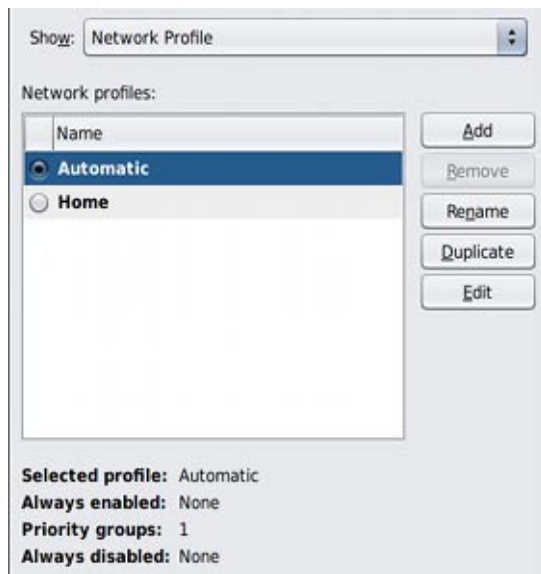 Show: Network Profile
Network profiles:
Name
Automatic
Home
Add
Remove
Rename
Duplicate
Edit
Selected profile: Automatic
Always enabled: None
Priority groups: 1
Always disabled: None